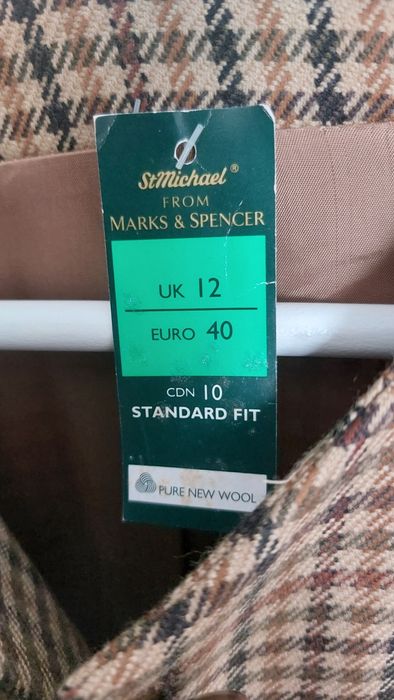 StMichael®
FROM
MARKS & SPENCER
UK 12
EURO 40
CDN 10
STANDARD FIT
PURE NEW WOOL